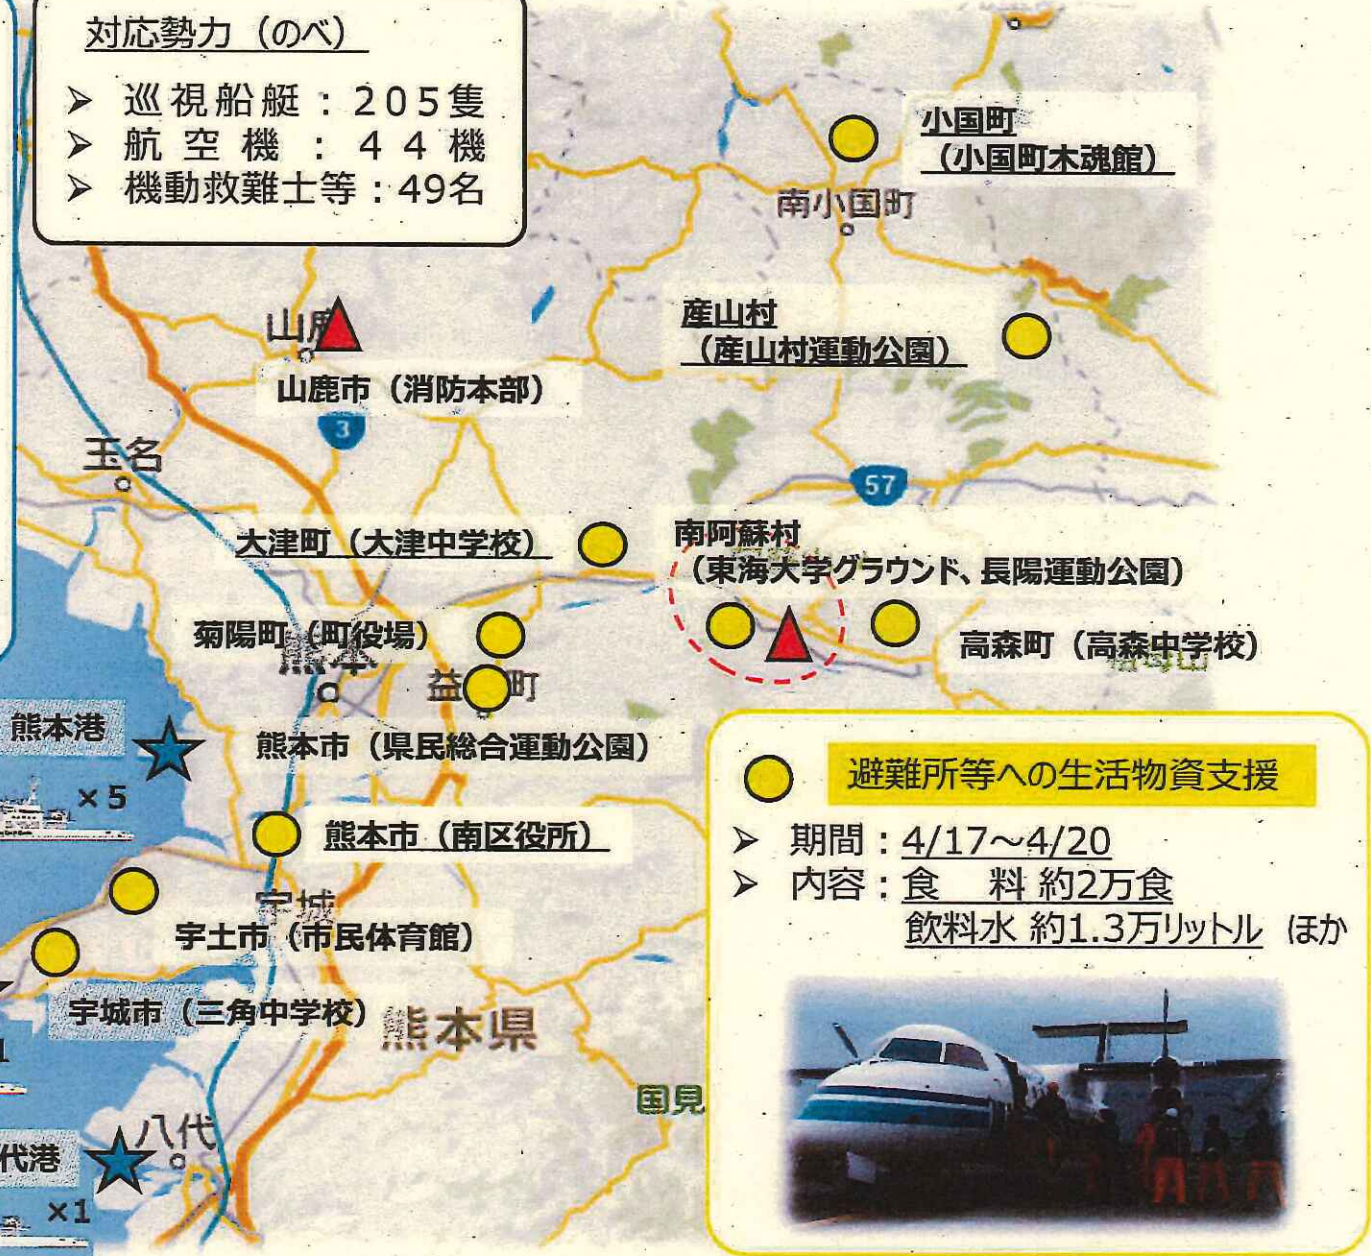 対応勢力（のべ）
➢ 巡視船艇：205隻
➢ 航空機：44機
➢ 機動救難士等：49名
小国町
（小国町木魂館）
南小国町
産山村
（産山村運動公園）
山鹿
山鹿市（消防本部）
3
玉名
57
大津町（大津中学校）
南阿蘇村
（東海大学グラウンド、長陽運動公園）
菊陽町（町役場）
高森町（高森中学校）
熊本
益 町
熊本港
×5
熊本市（県民総合運動公園）
熊本市（南区役所）
宇城
宇土市（市民体育館）
宇城市（三角中学校）
熊本県
国見
八代
代港
×1
避難所等への生活物資支援
➢ 期間：4/17～4/20
➢ 内容：食　料 約2万食
飲料水 約1.3万リットル ほか